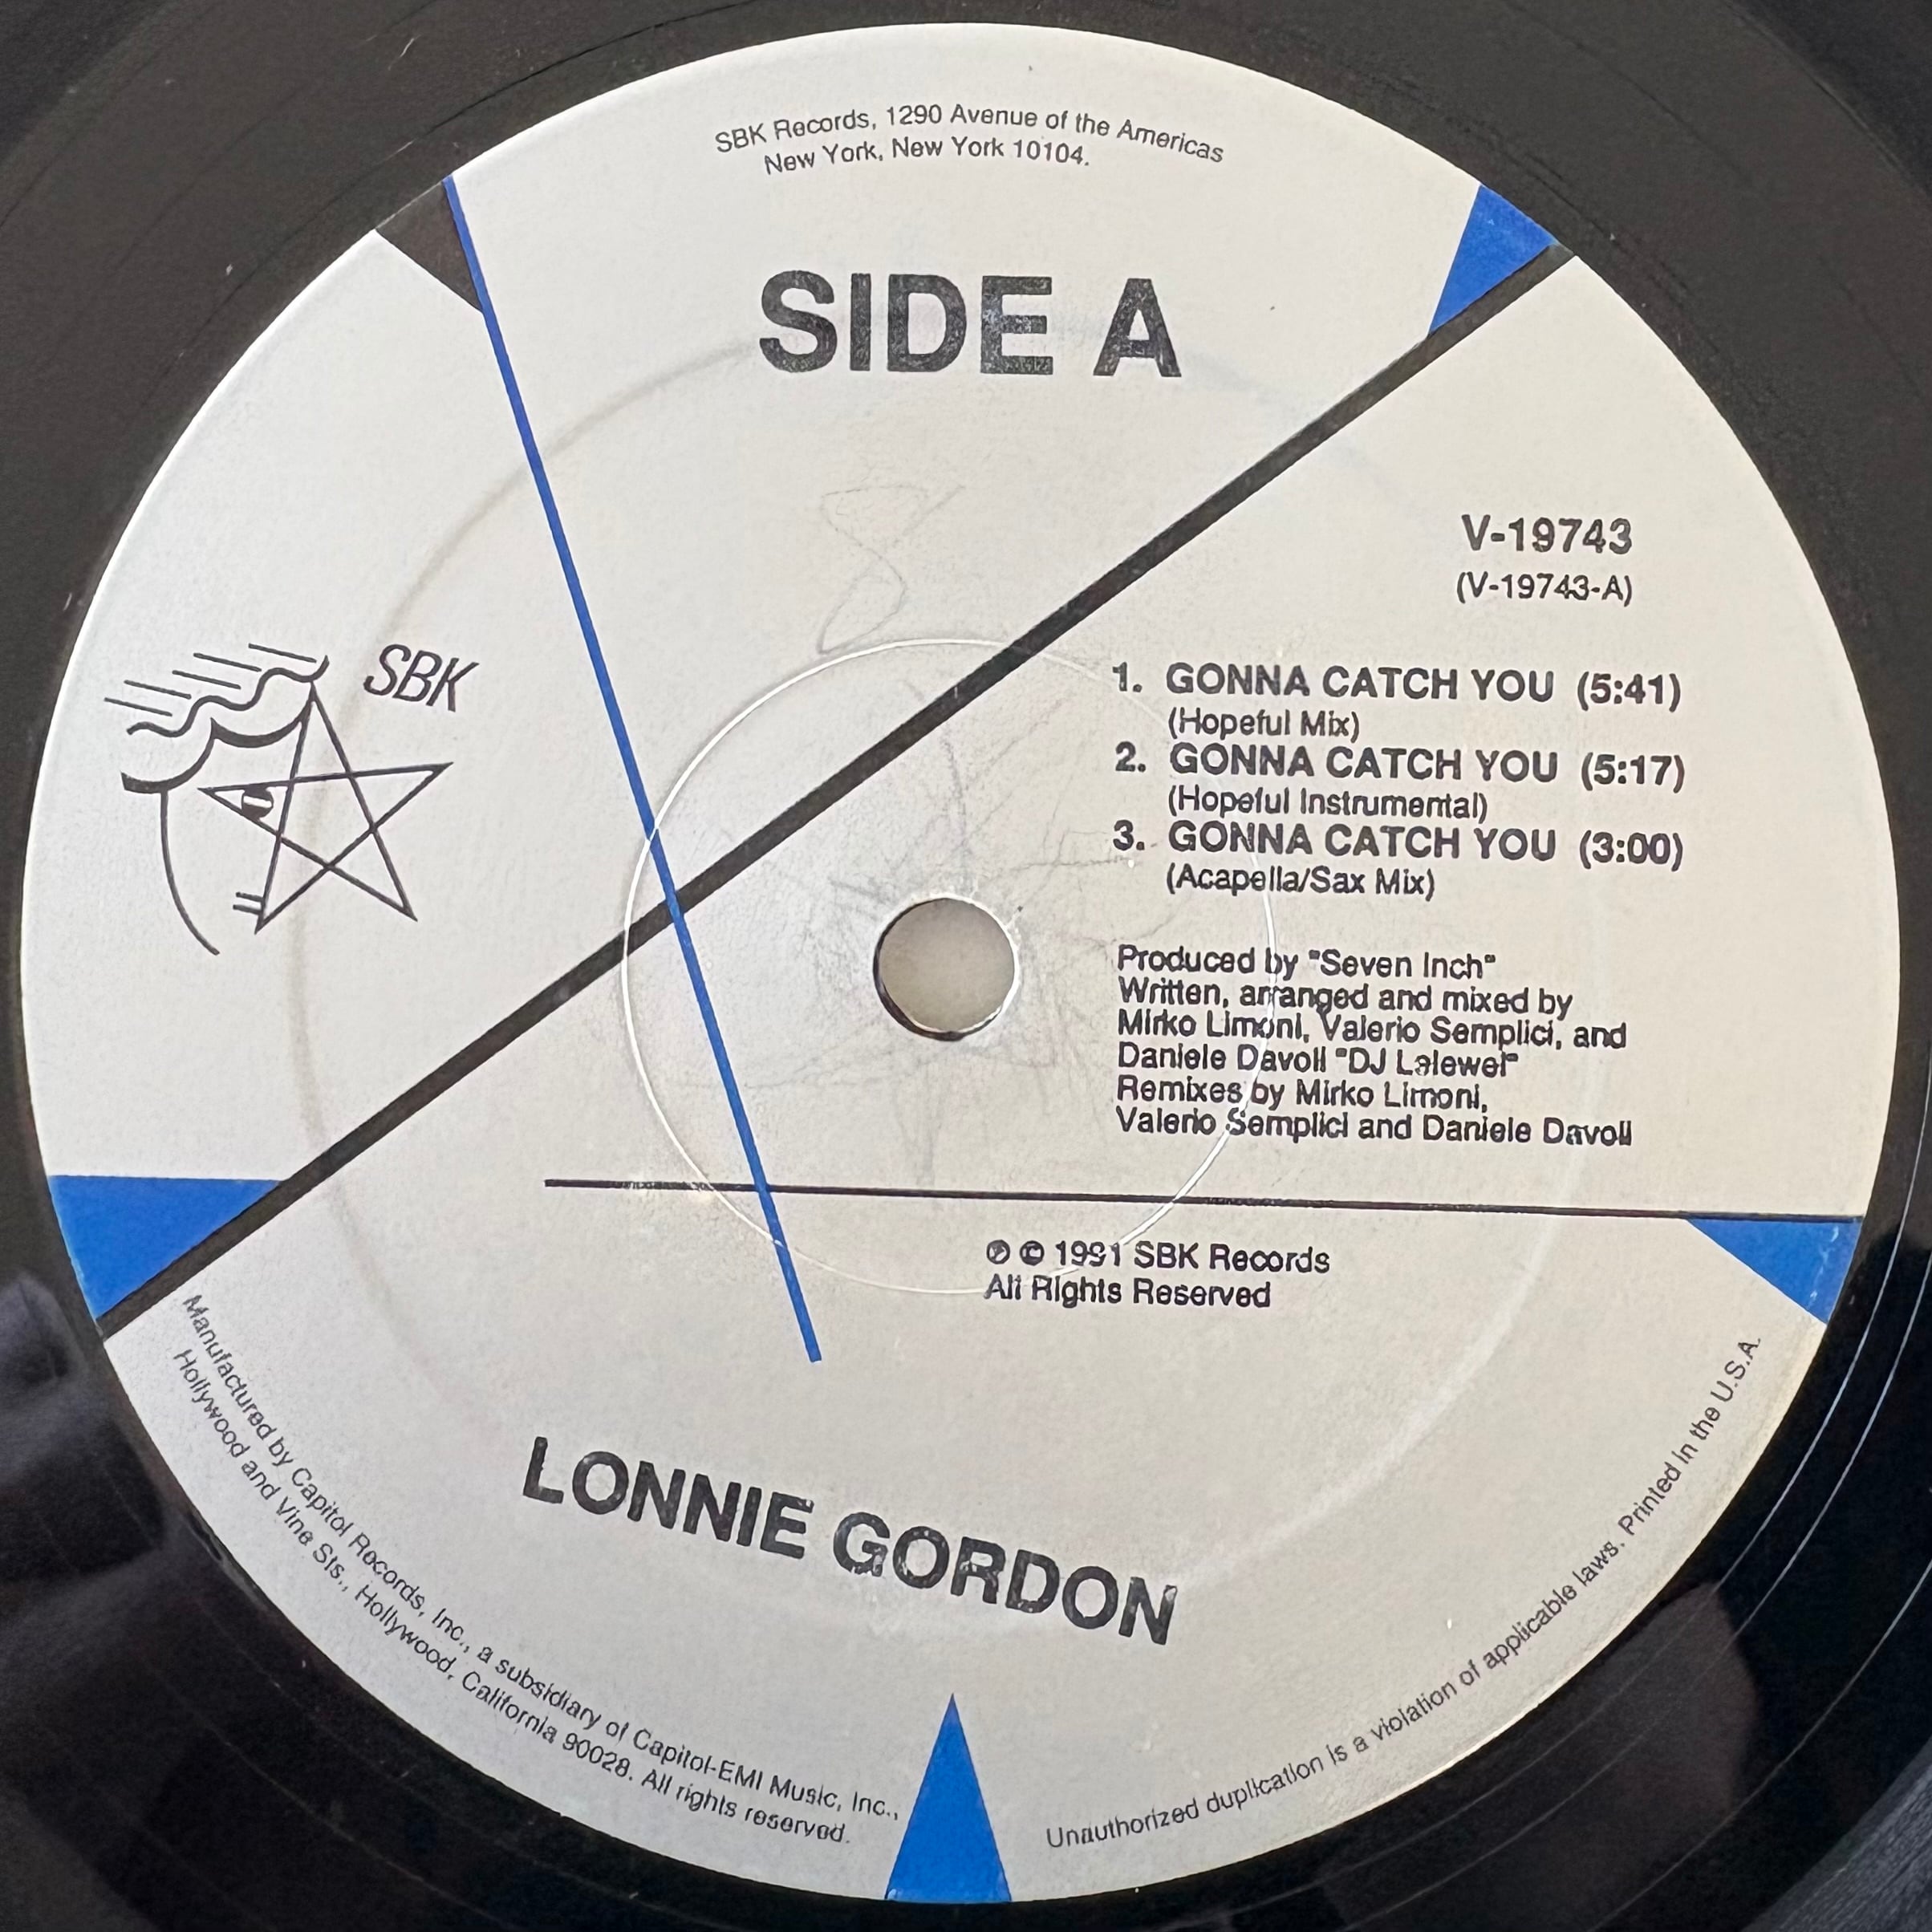 SBK Records, 1290 Avenue of the Americas
New York, New York 10104.
SIDE A
V-19743
(V-19743-A)
SBK
1. GONNA CATCH YOU (5:41)
(Hopeful Mix)
2. GONNA CATCH YOU (5:17)
(Hopeful Instrumental)
3. GONNA CATCH YOU (3:00)
(Acapella/Sax Mix)
Produced by "Seven Inch"
Written, arranged and mixed by
Mirko Limoni, Valerio Semplici, and
Daniele Davoli "DJ Lelewel"
Remixes by Mirko Limoni,
Valerio Semplici and Daniele Davoli
℗ © 1991 SBK Records
All Rights Reserved
LONNIE GORDON
Manufactured by Capitol Records, Inc., a subsidiary of Capitol-EMI Music, Inc.,
Hollywood and Vine Sts., Hollywood, California 90028. All rights reserved.
Unauthorized duplication is a violation of applicable laws. Printed in the U.S.A.